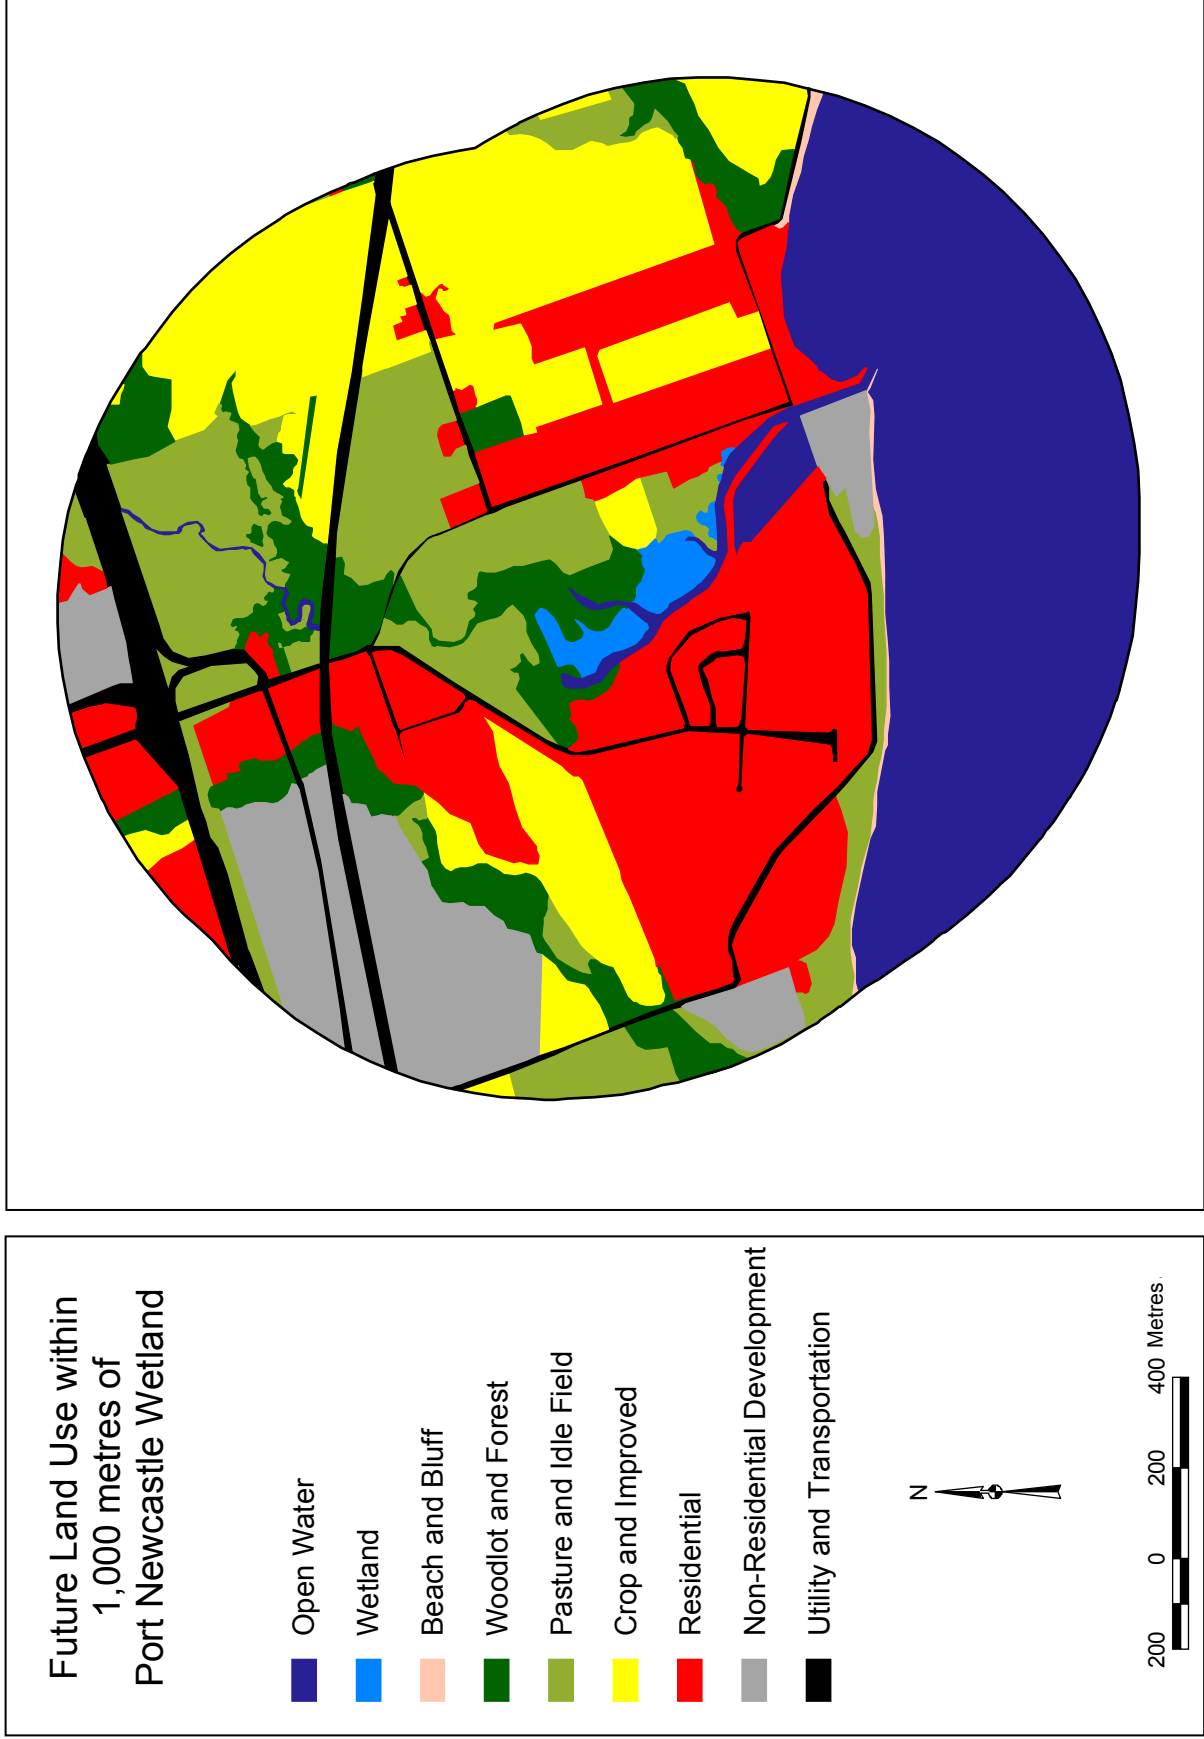 Future Land Use within
1,000 metres of
Port Newcastle Wetland
Open Water
Wetland
Beach and Bluff
Woodlot and Forest
Pasture and Idle Field
Crop and Improved
Residential
Non-Residential Development
Utility and Transportation
N
200 0 200 400 Metres